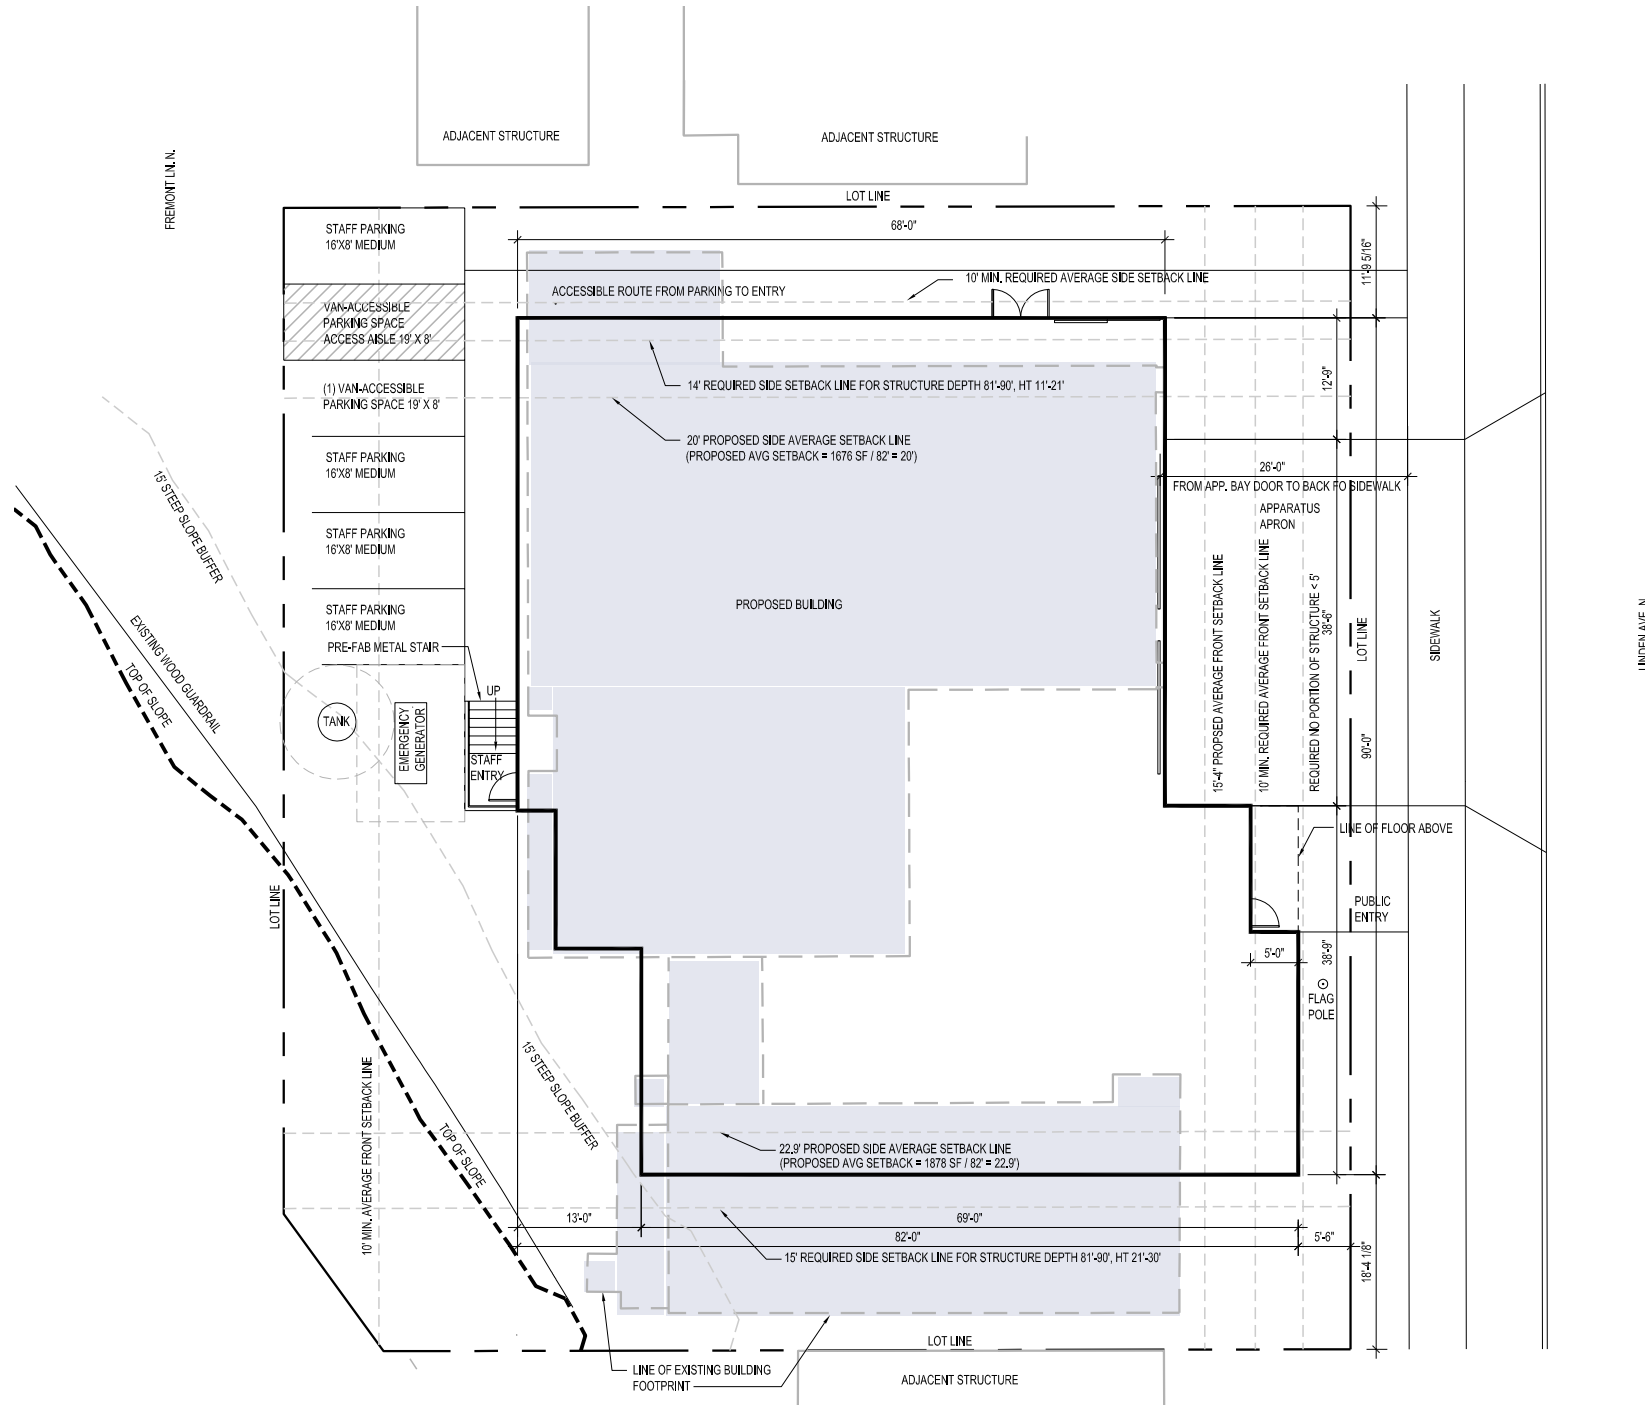 ADJACENT STRUCTURE
ADJACENT STRUCTURE
FREMONT LN. N.
LOT LINE
68'-0"
STAFF PARKING
16'X8' MEDIUM
11'-9 5/16"
10' MIN. REQUIRED AVERAGE SIDE SETBACK LINE
ACCESSIBLE ROUTE FROM PARKING TO ENTRY
VAN-ACCESSIBLE
PARKING SPACE
ACCESS AISLE 19' X 8'
14' REQUIRED SIDE SETBACK LINE FOR STRUCTURE DEPTH 81'-90', HT 11'-21'
12'-9"
(1) VAN-ACCESSIBLE
PARKING SPACE 19' X 8'
20' PROPOSED SIDE AVERAGE SETBACK LINE
(PROPOSED AVG SETBACK = 1676 SF / 82' = 20')
STAFF PARKING
16'X8' MEDIUM
26'-0"
FROM APP. BAY DOOR TO BACK FO SIDEWALK
APPARATUS
APRON
15' STEEP SLOPE BUFFER
STAFF PARKING
16'X8' MEDIUM
PROPOSED BUILDING
STAFF PARKING
16'X8' MEDIUM
PRE-FAB METAL STAIR
15'-4" PROPSED AVERAGE FRONT SETBACK LINE
10' MIN. REQUIRED AVERAGE FRONT SETBACK LINE
REQUIRED NO PORTION OF STRUCTURE < 5'
38'-6"
LOT LINE
SIDEWALK
LINDEN AVE. N.
EXISTING WOOD GUARDRAIL
TOP OF SLOPE
UP
TANK
EMERGENCY
GENERATOR
STAFF
ENTRY
90'-0"
LINE OF FLOOR ABOVE
LOT LINE
PUBLIC
ENTRY
5'-0"
38'-9"
FLAG
POLE
15' STEEP SLOPE BUFFER
10' MIN. AVERAGE FRONT SETBACK LINE
TOP OF SLOPE
22.9' PROPOSED SIDE AVERAGE SETBACK LINE
(PROPOSED AVG SETBACK = 1878 SF / 82' = 22.9')
13'-0"
69'-0"
82'-0"
5'-6"
15' REQUIRED SIDE SETBACK LINE FOR STRUCTURE DEPTH 81'-90', HT 21'-30'
18'-4 1/8"
LOT LINE
LINE OF EXISTING BUILDING
FOOTPRINT
ADJACENT STRUCTURE